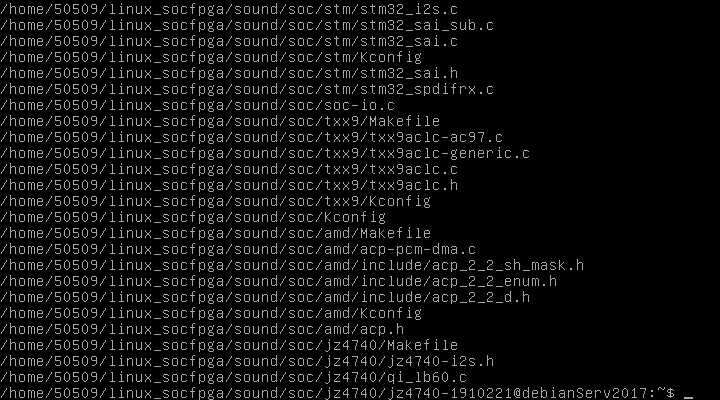 /home/50509/linux_socfpga/sound/soc/stm/stm32_i2s.c
/home/50509/linux_socfpga/sound/soc/stm/stm32_sai_sub.c
/home/50509/linux_socfpga/sound/soc/stm/stm32_sai.c
/home/50509/linux_socfpga/sound/soc/stm/Kconfig
/home/50509/linux_socfpga/sound/soc/stm/stm32_sai.h
/home/50509/linux_socfpga/sound/soc/stm/stm32_spdifrx.c
/home/50509/linux_socfpga/sound/soc/soc-io.c
/home/50509/linux_socfpga/sound/soc/txx9/Makefile
/home/50509/linux_socfpga/sound/soc/txx9/txx9aclc-ac97.c
/home/50509/linux_socfpga/sound/soc/txx9/txx9aclc-generic.c
/home/50509/linux_socfpga/sound/soc/txx9/txx9aclc.c
/home/50509/linux_socfpga/sound/soc/txx9/txx9aclc.h
/home/50509/linux_socfpga/sound/soc/txx9/Kconfig
/home/50509/linux_socfpga/sound/soc/Kconfig
/home/50509/linux_socfpga/sound/soc/amd/Makefile
/home/50509/linux_socfpga/sound/soc/amd/acp-pcm-dma.c
/home/50509/linux_socfpga/sound/soc/amd/include/acp_2_2_sh_mask.h
/home/50509/linux_socfpga/sound/soc/amd/include/acp_2_2_enum.h
/home/50509/linux_socfpga/sound/soc/amd/include/acp_2_2_d.h
/home/50509/linux_socfpga/sound/soc/amd/Kconfig
/home/50509/linux_socfpga/sound/soc/amd/acp.h
/home/50509/linux_socfpga/sound/soc/jz4740/Makefile
/home/50509/linux_socfpga/sound/soc/jz4740/jz4740-i2s.h
/home/50509/linux_socfpga/sound/soc/jz4740/qi_lb60.c
/home/50509/linux_socfpga/sound/soc/jz4740/jz4740-1910221@debianServ2017:~$ _